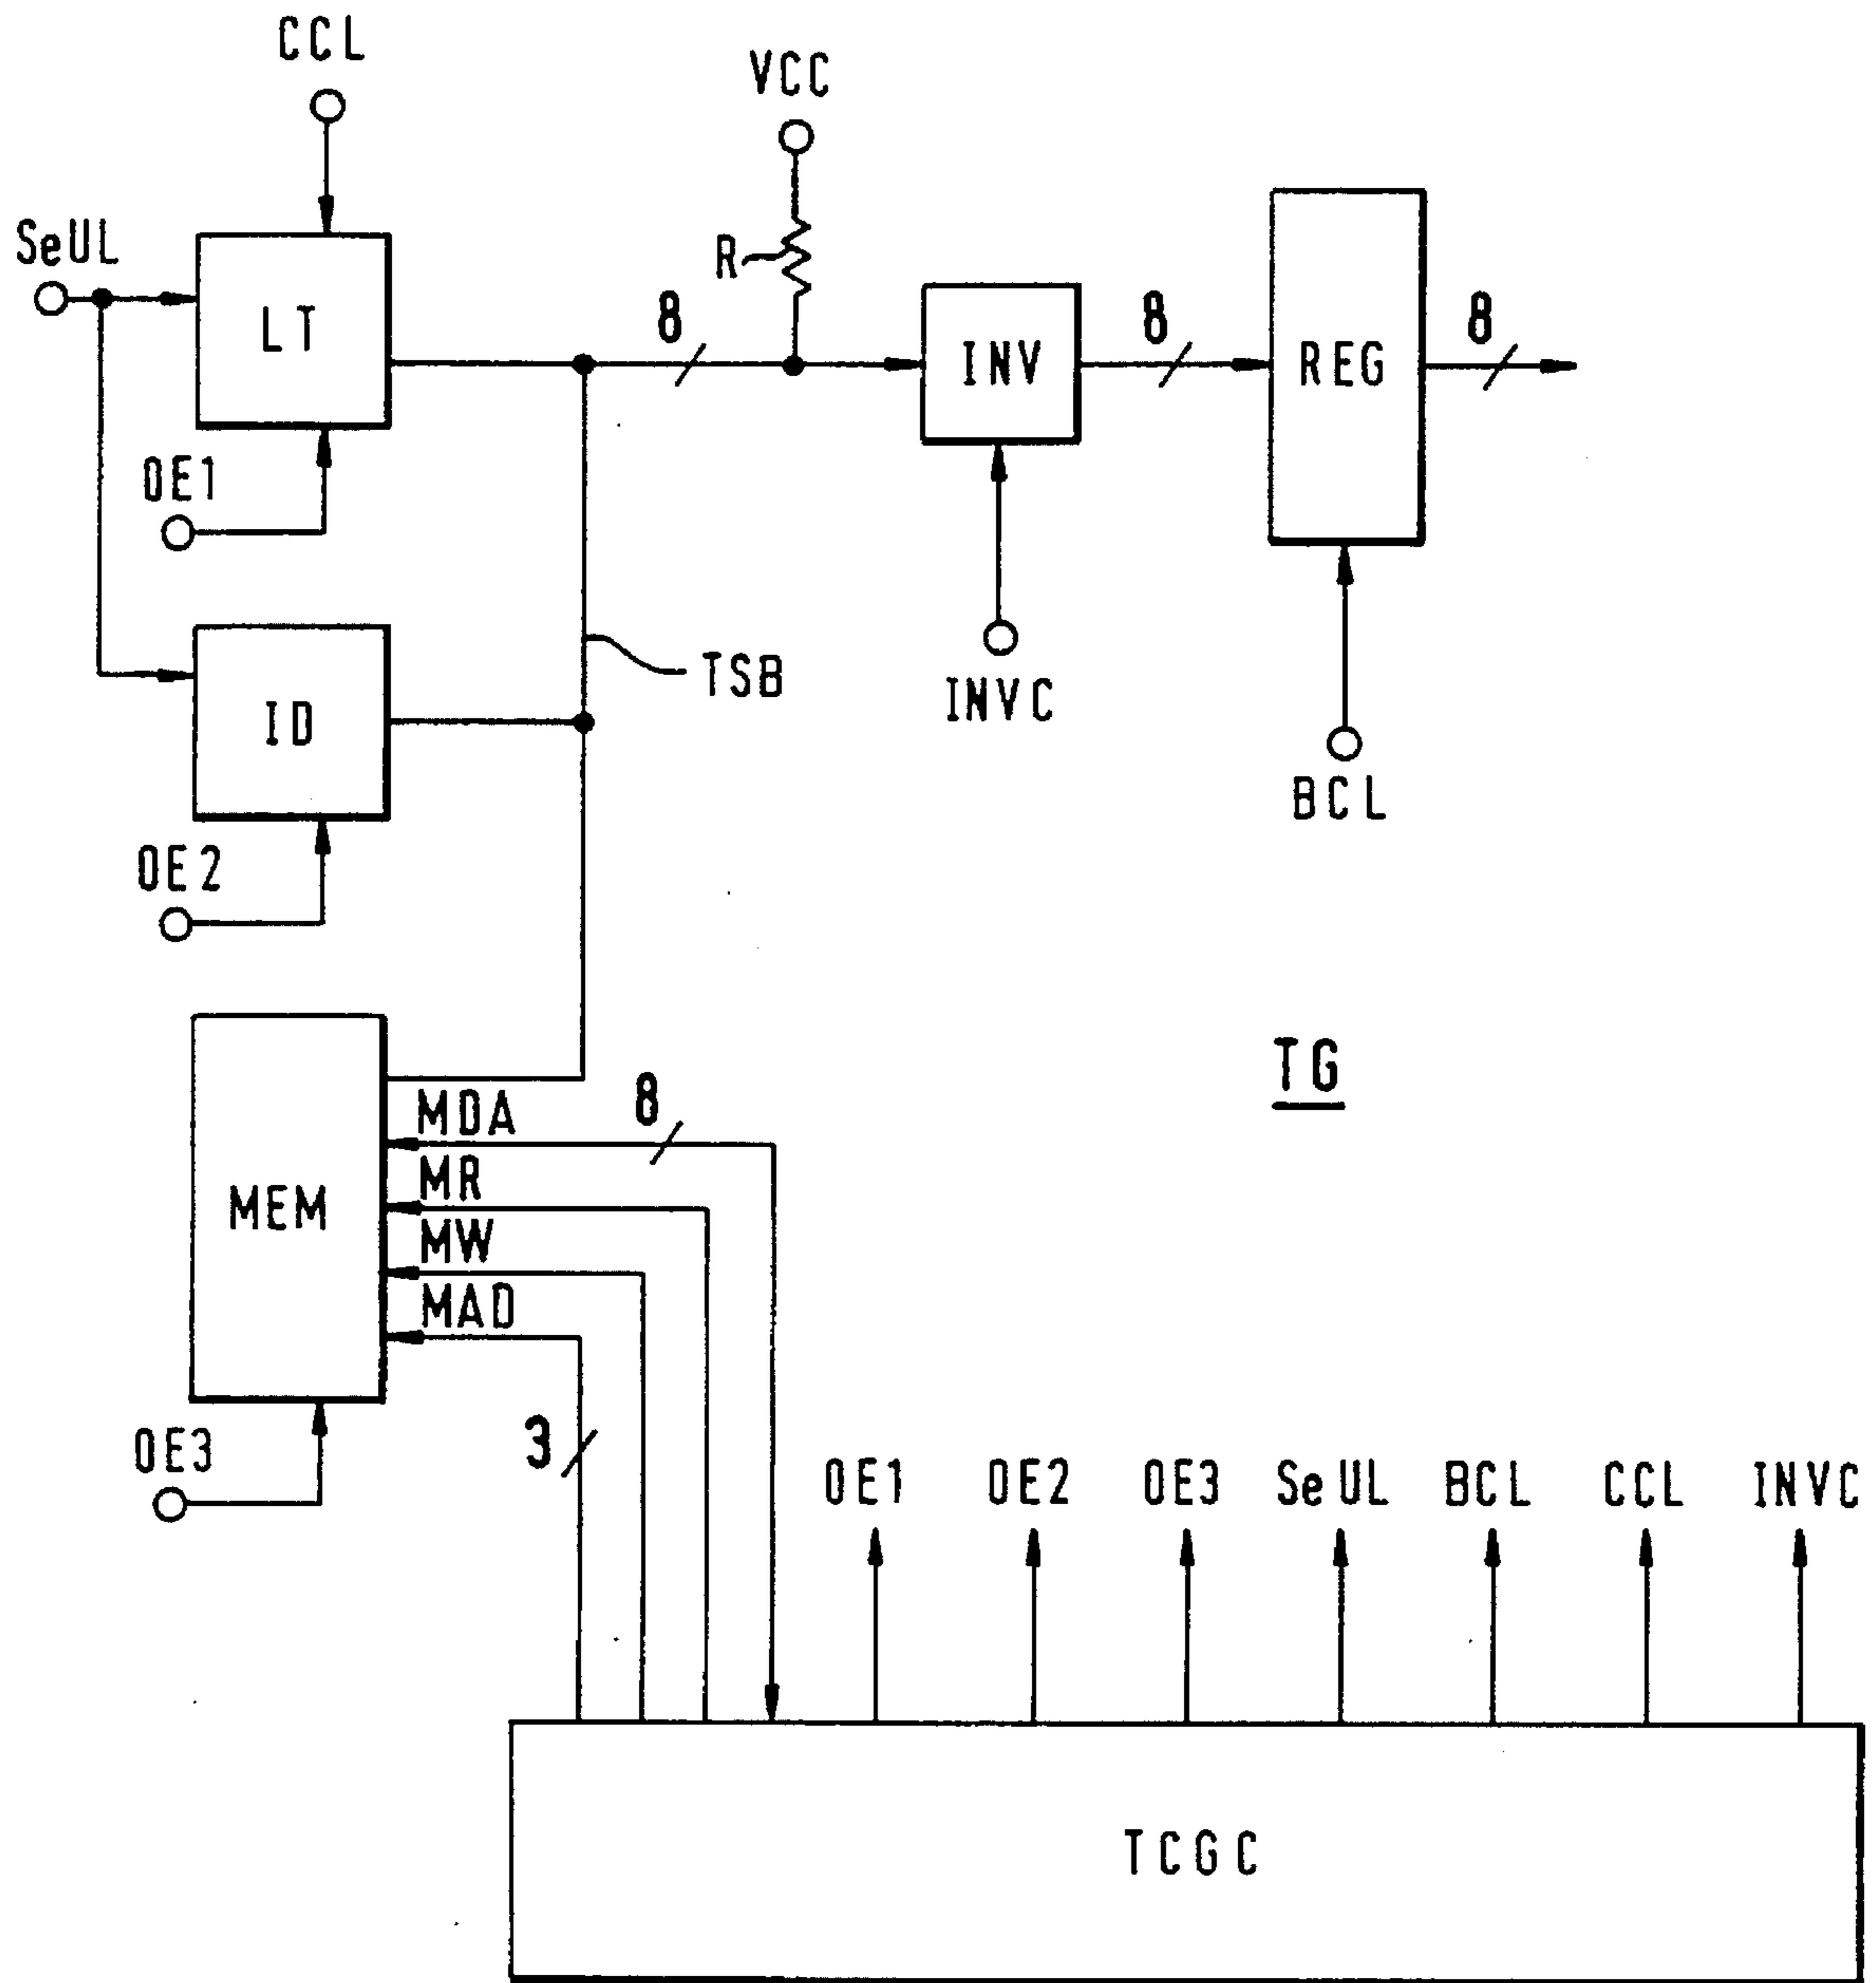 CCL
VCC
SeUL
R
8
8
8
LT
INV
REG
OE1
TSB
INVC
ID
BCL
OE2
TG
MDA
8
MR
MEM
MW
MAD
OE3
3
OE1
OE2
OE3
SeUL
BCL
CCL
INVC
TCGC